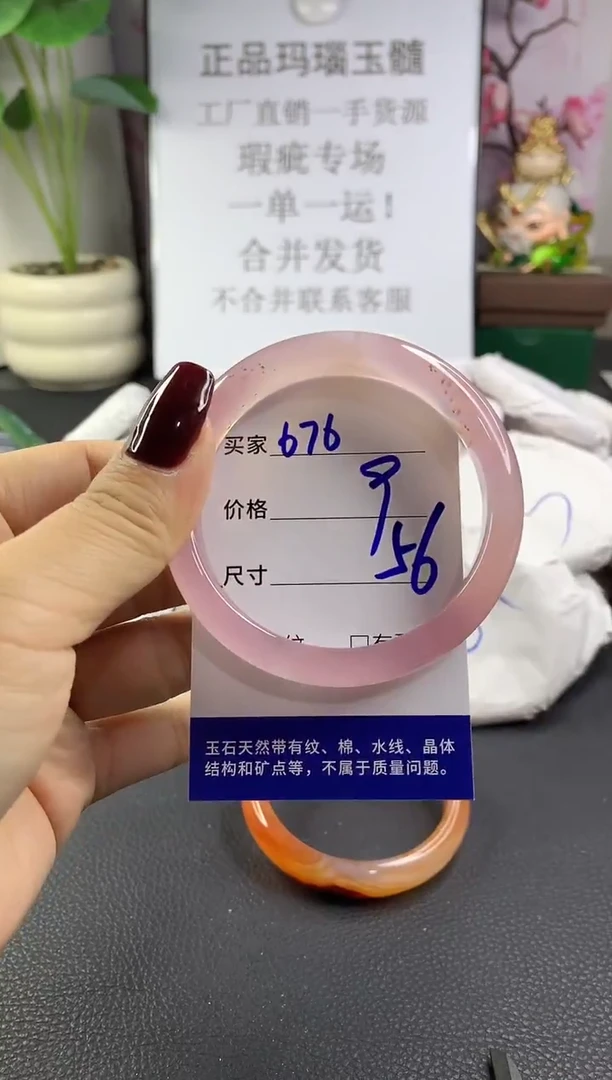 正品玛瑙玉髓
工厂直销一手货源
瑕疵专场
一单一运!
合并发货
不合并联系客服
买家 676
价格 9
尺寸 56
纹 口有
玉石天然带有纹、棉、水线、晶体
结构和矿点等，不属于质量问题。